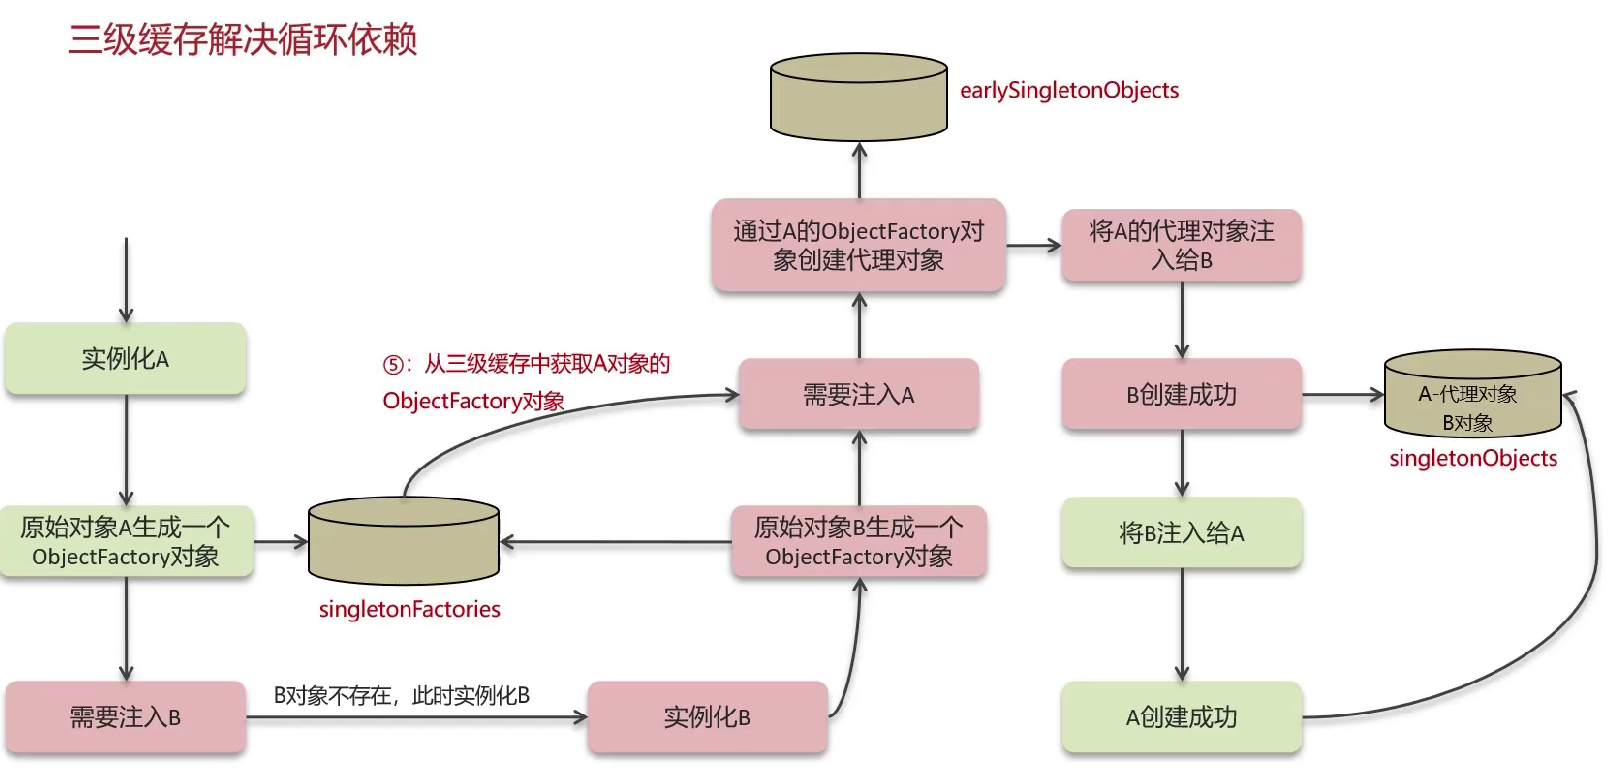 三级缓存解决循环依赖
earlySingletonObjects
通过A的ObjectFactory对
象创建代理对象
将A的代理对象注
入给B
实例化A
⑤：从三级缓存中获取A对象的
ObjectFactory对象
需要注入A
B创建成功
A-代理对象
B对象
singletonObjects
原始对象A生成一个
ObjectFactory对象
singletonFactories
原始对象B生成一个
ObjectFactory对象
将B注入给A
需要注入B
B对象不存在，此时实例化B
实例化B
A创建成功